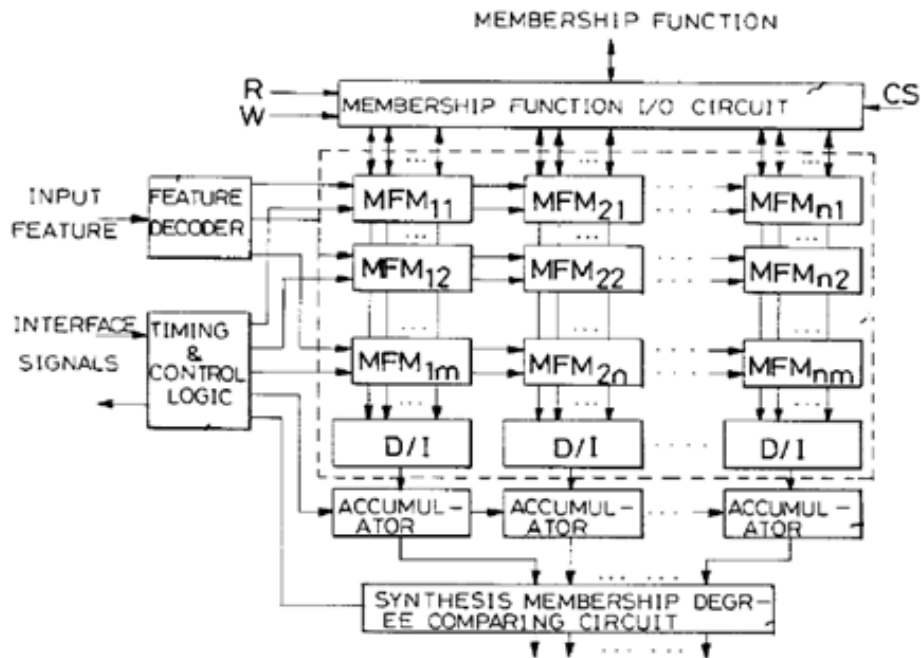 MEMBERSHIP FUNCTION
R
W
MEMBERSHIP FUNCTION I/O CIRCUIT
CS
INPUT
FEATURE
FEATURE
DECODER
MFM11
MFM21
MFMn1
MFM12
MFM22
MFMn2
INTERFACE
SIGNALS
TIMING
&
CONTROL
LOGIC
MFM1m
MFM2n
MFMnm
D/I
D/I
D/I
ACCUMUL-
ATOR
ACCUMUL-
ATOR
ACCUMUL-
ATOR
SYNTHESIS MEMBERSHIP DEGR-
EE COMPARING CIRCUIT